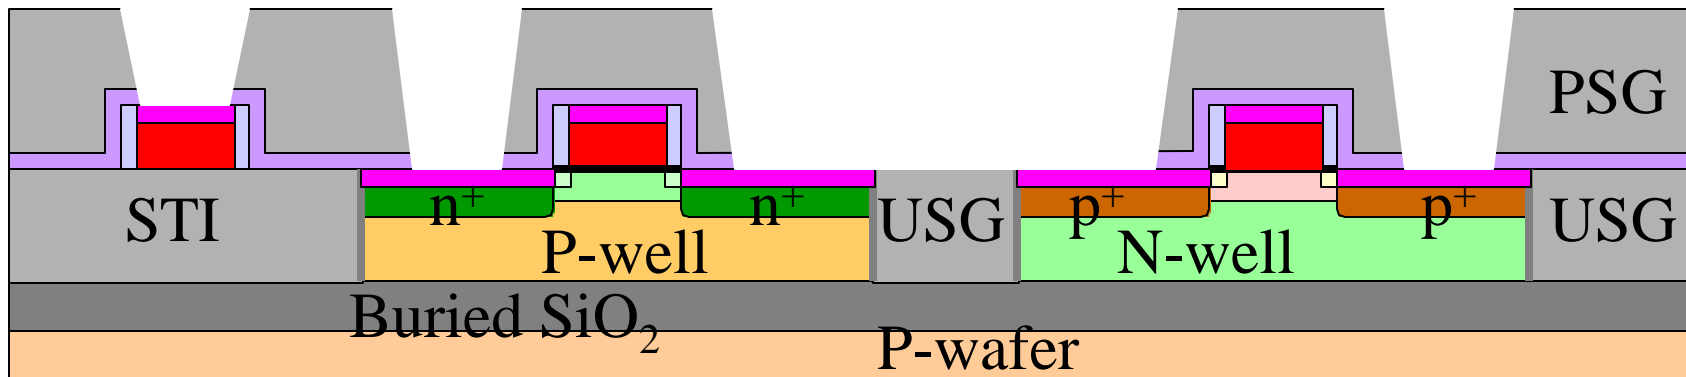 PSG
STI
n⁺
n⁺
USG
p⁺
p⁺
USG
P-well
N-well
Buried SiO₂
P-wafer